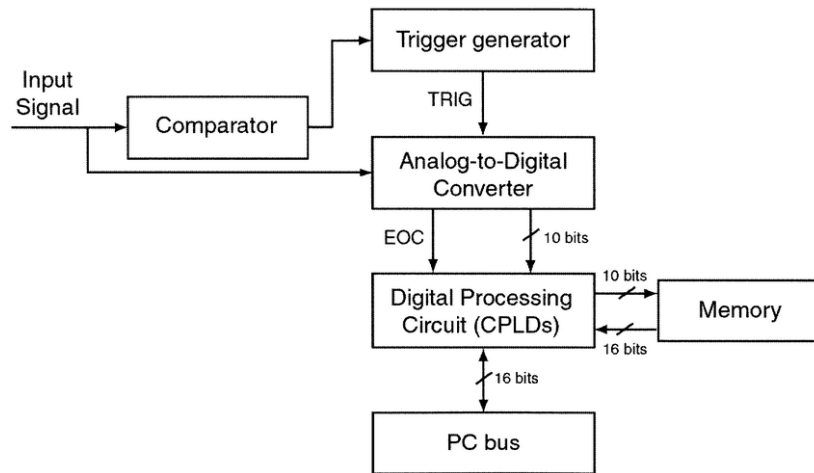 Trigger generator
Input
Signal
TRIG
Comparator
Analog-to-Digital
Converter
EOC
10 bits
Digital Processing
Circuit (CPLDs)
10 bits
Memory
16 bits
16 bits
PC bus